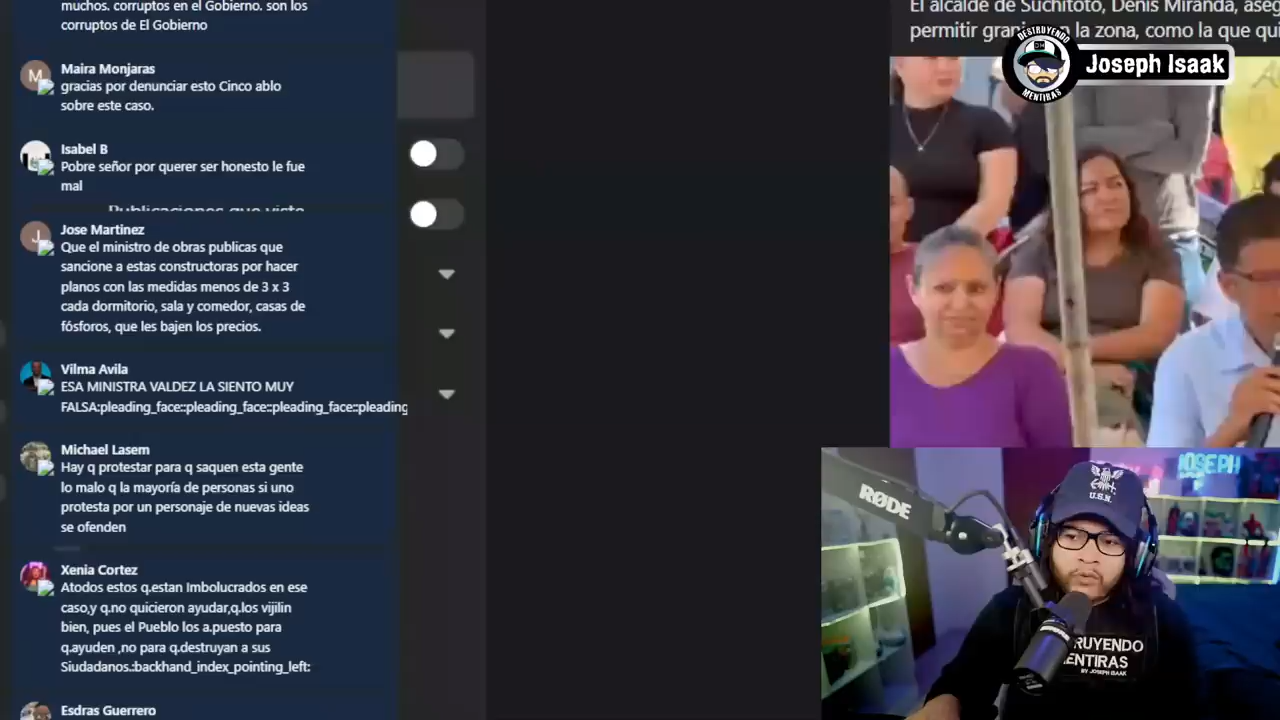 muchos. corruptos en el Gobierno. son los
corruptos de El Gobierno
Maira Monjaras
gracias por denunciar esto Cinco ablo
sobre este caso.
Isabel B
Pobre señor por querer ser honesto le fue
mal
Publicaciones que viste
Jose Martinez
Que el ministro de obras publicas que
sancione a estas constructoras por hacer
planos con las medidas menos de 3 x 3
cada dormitorio, sala y comedor, casas de
fósforos, que les bajen los precios.
Vilma Avila
ESA MINISTRA VALDEZ LA SIENTO MUY
FALSA:pleading_face::pleading_face::pleading_face::pleading
Michael Lasem
Hay q protestar para q saquen esta gente
lo malo q la mayoría de personas si uno
protesta por un personaje de nuevas ideas
se ofenden
Xenia Cortez
Atodos estos q.estan Imbolucrados en ese
caso,y q.no quicieron ayudar,q.los vijilin
bien, pues el Pueblo los a.puesto para
q.ayuden ,no para q.destruyan a sus
Siudadanos.:backhand_index_pointing_left:
Esdras Guerrero
El alcalde de Suchitoto, Denis Miranda, aseg
permitir la zona, como la que qui
DESTRUYENDO
MENTIRAS
Joseph Isaak
JOSEPH
RØDE
U.S.N.
RUYENDO
ENTIRAS
BY JOSEPH ISAAK